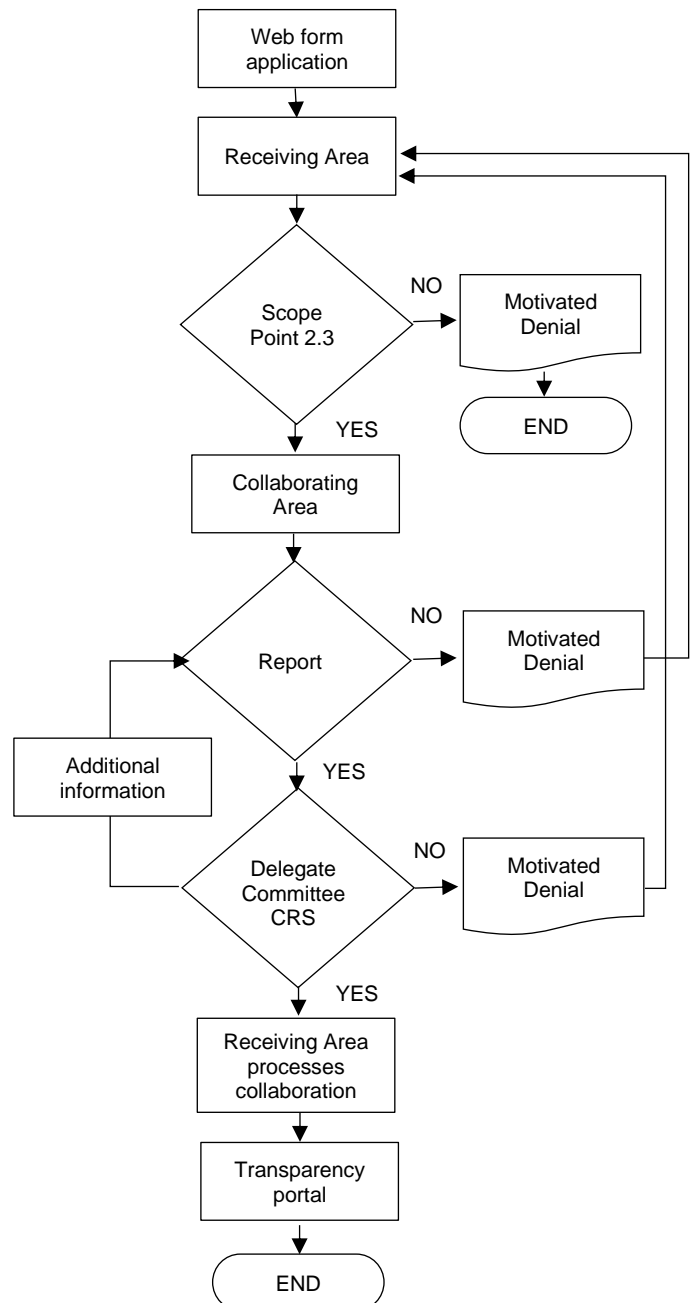 Web form
application
Receiving Area
NO
Scope
Point 2.3
Motivated
Denial
END
YES
Collaborating
Area
NO
Report
Motivated
Denial
Additional
information
YES
NO
Delegate
Committee
CRS
Motivated
Denial
YES
Receiving Area
processes
collaboration
Transparency
portal
END